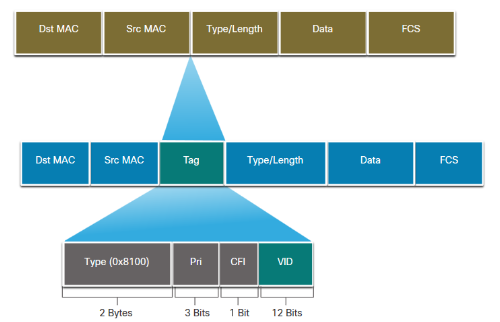 Dst MAC Src MAC Type/Length Data FCS
Dst MAC Src MAC Tag Type/Length Data FCS
Type (0x8100) Pri CFI VID
2 Bytes 3 Bits 1 Bit 12 Bits